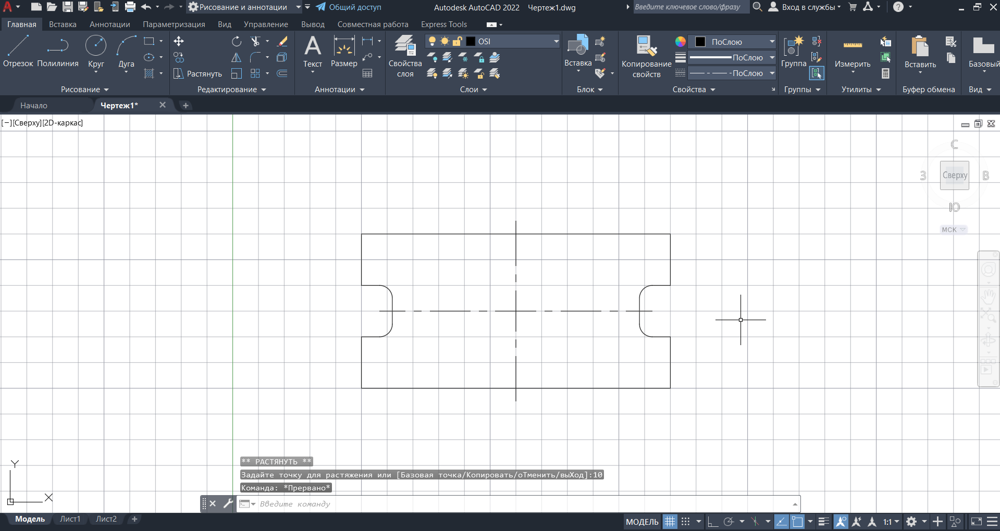 Рисование и аннотации
Общий доступ
Autodesk AutoCAD 2022 Чертеж1.dwg
Введите ключевое слово/фразу
Вход в службы
Главная Вставка Аннотации Параметризация Вид Управление Вывод Совместная работа Express Tools
Отрезок Полилиния Круг Дуга
Растянуть
Текст Размер
Свойства слоя
OSI
Вставка
Копирование свойств
ПоСлою
ПоСлою
ПоСлою
Группа
Измерить
Вставить
Базовый
Рисование Редактирование Аннотации Слои Блок Свойства Группы Утилиты Буфер обмена Вид
Начало Чертеж1*
[−][Сверху][2D-каркас]
С
З Сверху В
Ю
МСК
Y
X
** РАСТЯНУТЬ **
Задайте точку для растяжения или [Базовая точка/Копировать/оТменить/выХод]:10
Команда: *Прервано*
Введите команду
Модель Лист1 Лист2
МОДЕЛЬ
1:1